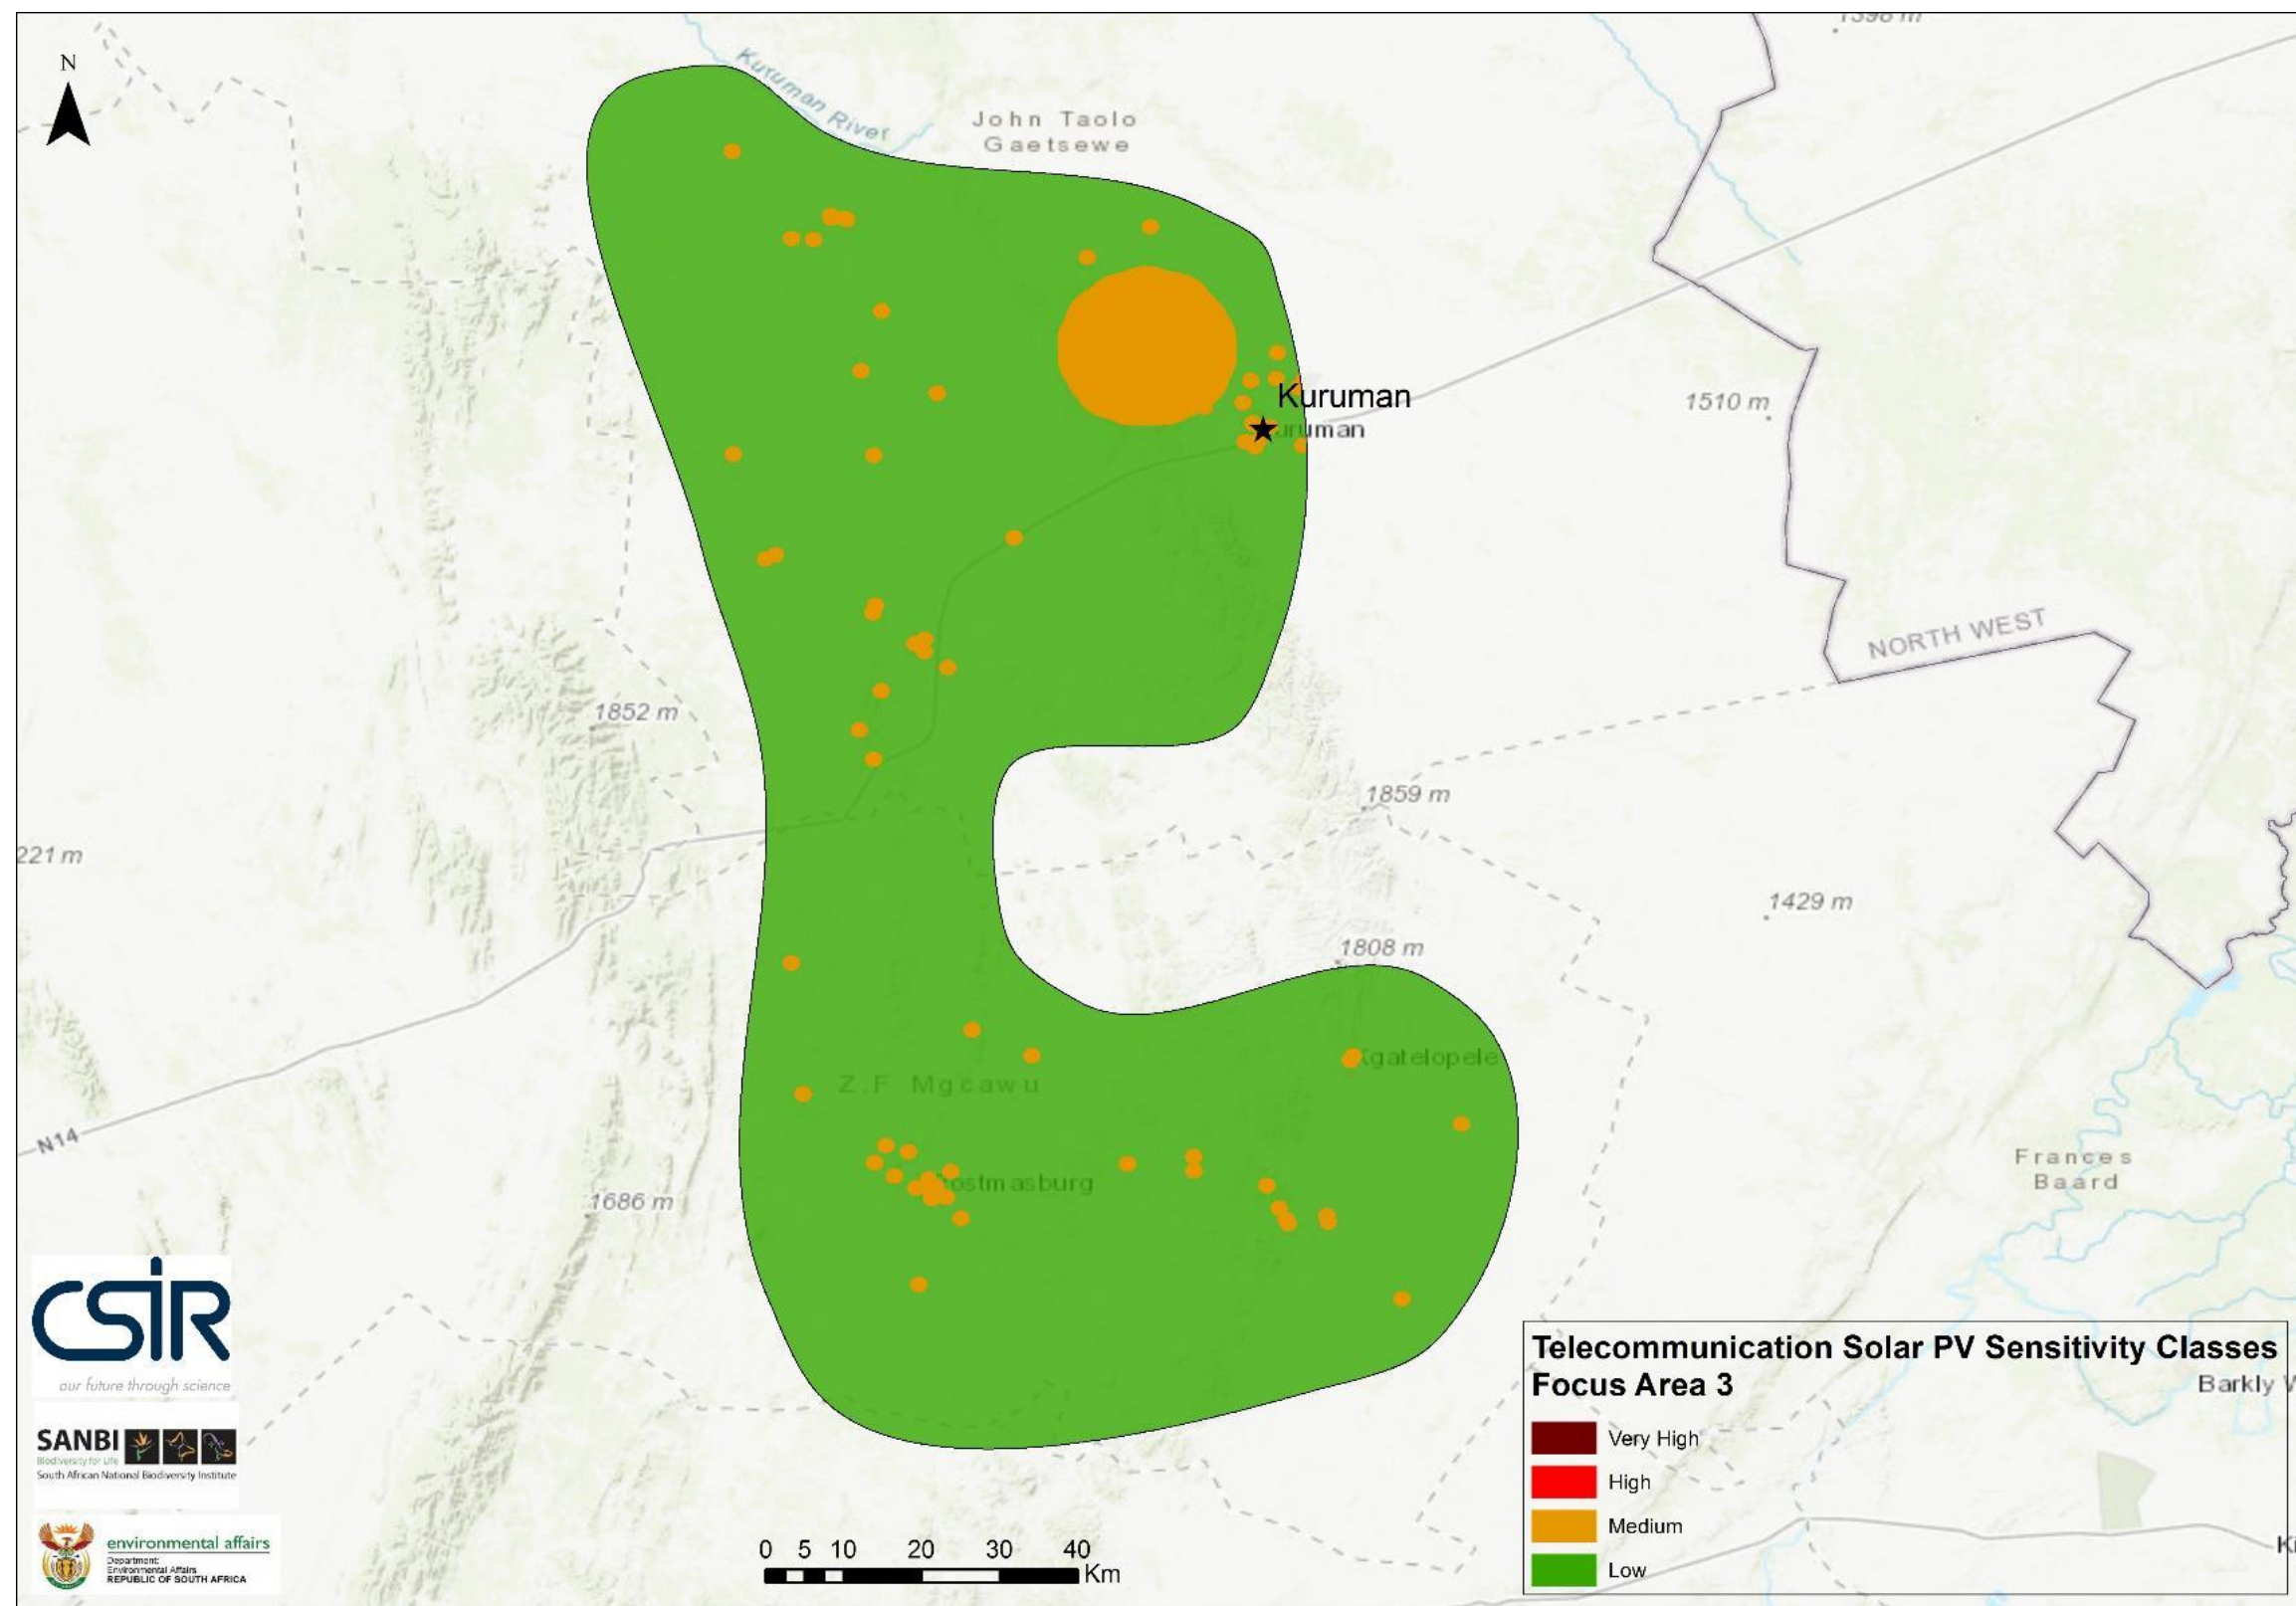 1398 m
N
Kuruman River
John Taolo
Gaetsewe
Kuruman
uruman
1510 m
NORTH WEST
1852 m
1859 m
221 m
1429 m
1808 m
Kgatelopele
Z.F Mgcawu
N14
Postmasburg
1686 m
Frances
Baard
CSIR
our future through science
SANBI
Biodiversity for Life
South African National Biodiversity Institute
environmental affairs
Department:
Environmental Affairs
REPUBLIC OF SOUTH AFRICA
0 5 10 20 30 40
Km
Telecommunication Solar PV Sensitivity Classes
Focus Area 3
Barkly W
Very High
High
Medium
Low
Ki